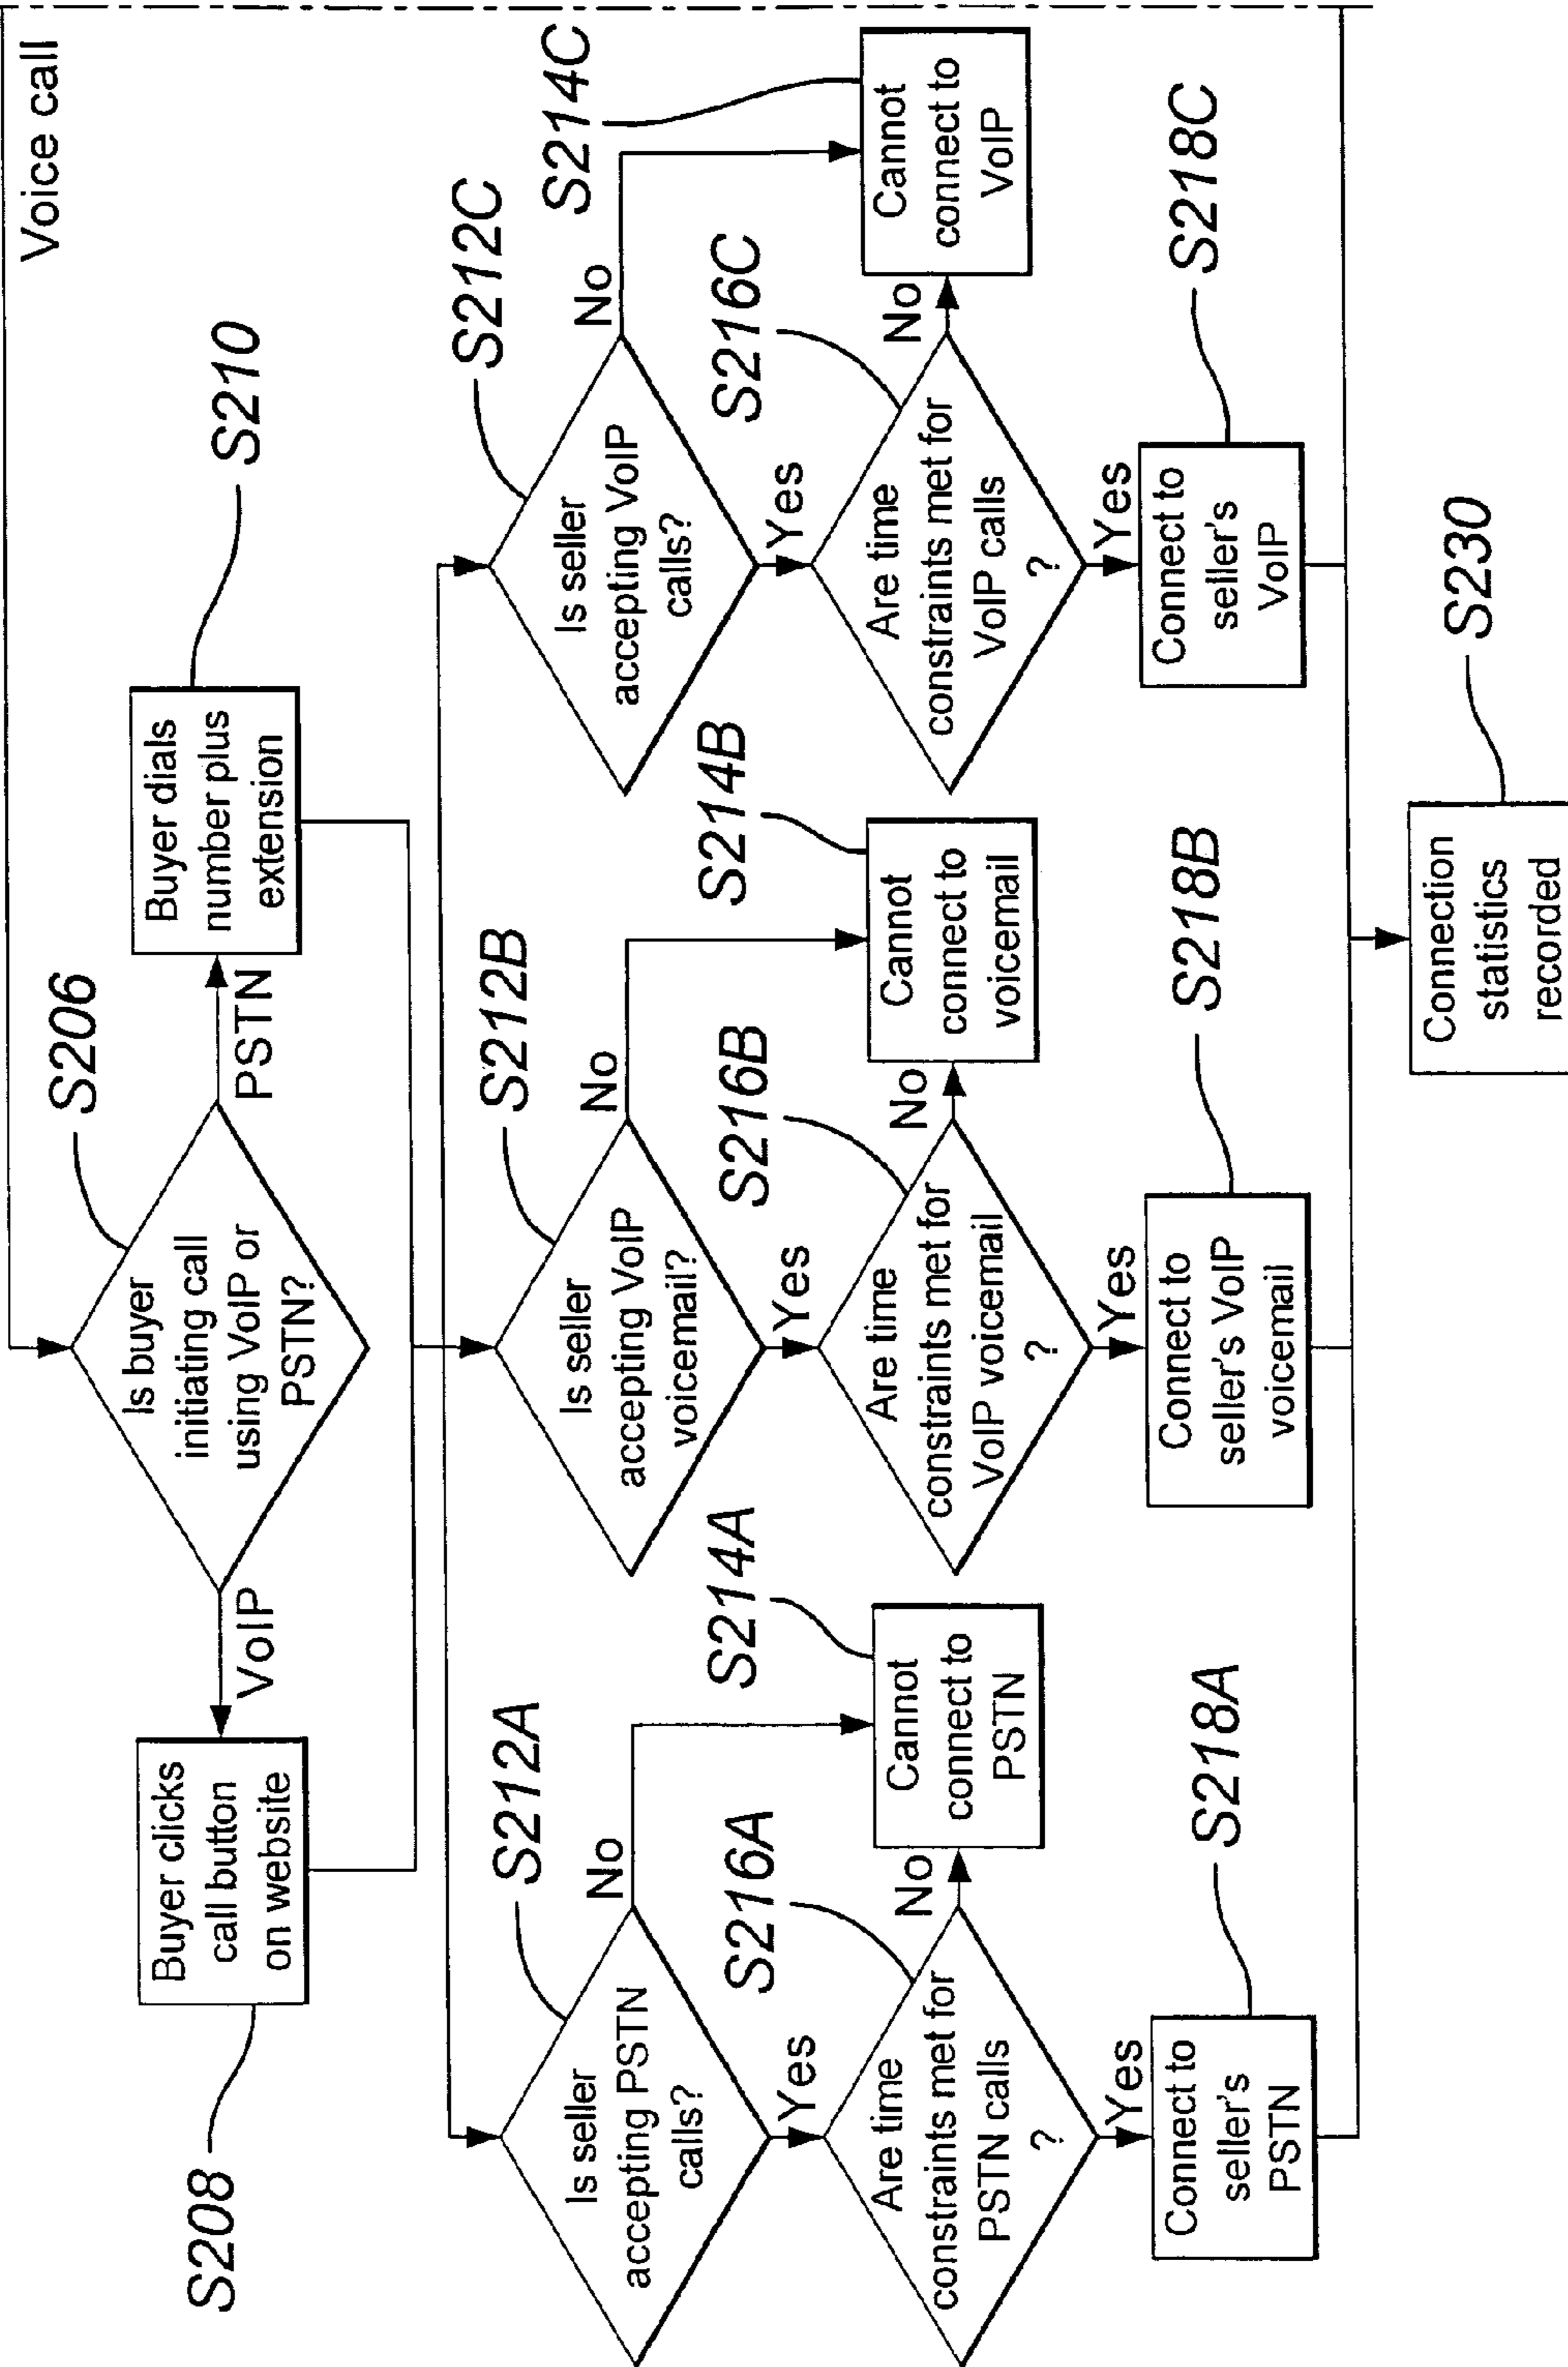 Voice call
S206
Is buyer
initiating call
using VoIP or
PSTN?
VoIP
PSTN
S208
Buyer clicks
call button
on website
S210
Buyer dials
number plus
extension
S212A
Is seller
accepting PSTN
calls?
No
Yes
S214A
Cannot
connect to
PSTN
S216A
Are time
constraints met for
PSTN calls
?
No
Yes
S218A
Connect to
seller's
PSTN
S212B
Is seller
accepting VoIP
voicemail?
No
Yes
S214B
Cannot
connect to
voicemail
S216B
Are time
constraints met for
VoIP voicemail
?
No
Yes
S218B
Connect to
seller's VoIP
voicemail
S212C
Is seller
accepting VoIP
calls?
No
Yes
S214C
Cannot
connect to
VoIP
S216C
Are time
constraints met for
VoIP calls
?
No
Yes
S218C
Connect to
seller's
VoIP
S230
Connection
statistics
recorded